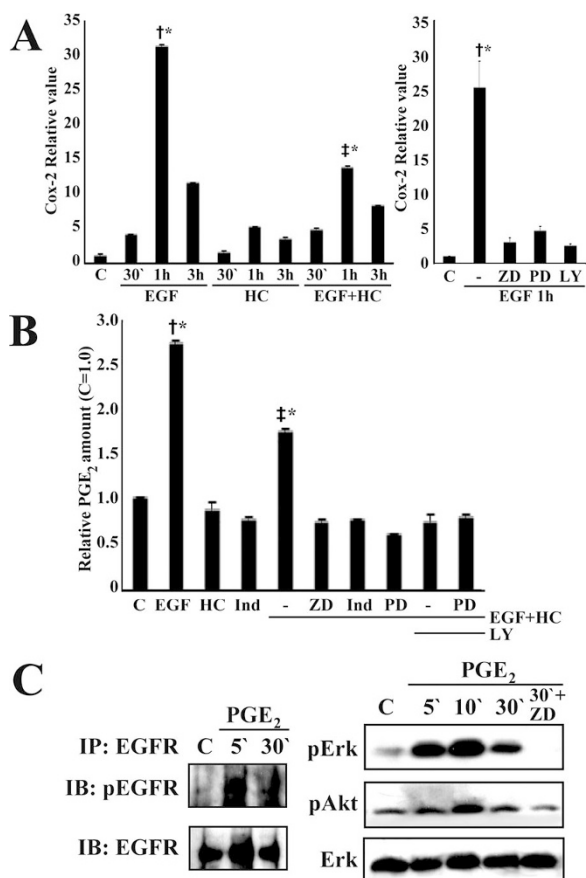 A
Cox-2 Relative value
35
30
25
20
15
10
5
0
†*
‡*
C 30` 1h 3h 30` 1h 3h 30` 1h 3h
EGF HC EGF+HC
Cox-2 Relative value
35
30
25
20
15
10
5
0
†*
C - ZD PD LY
EGF 1h
B
Relative PGE2 amount (C=1.0)
3.0
2.0
1.0
0.5
0.0
†*
‡*
C EGF HC Ind - ZD Ind PD - PD
EGF+HC
LY
C
PGE2
IP: EGFR C 5` 30`
IB: pEGFR
IB: EGFR
PGE2
C 5` 10` 30` 30`+ ZD
pErk
pAkt
Erk